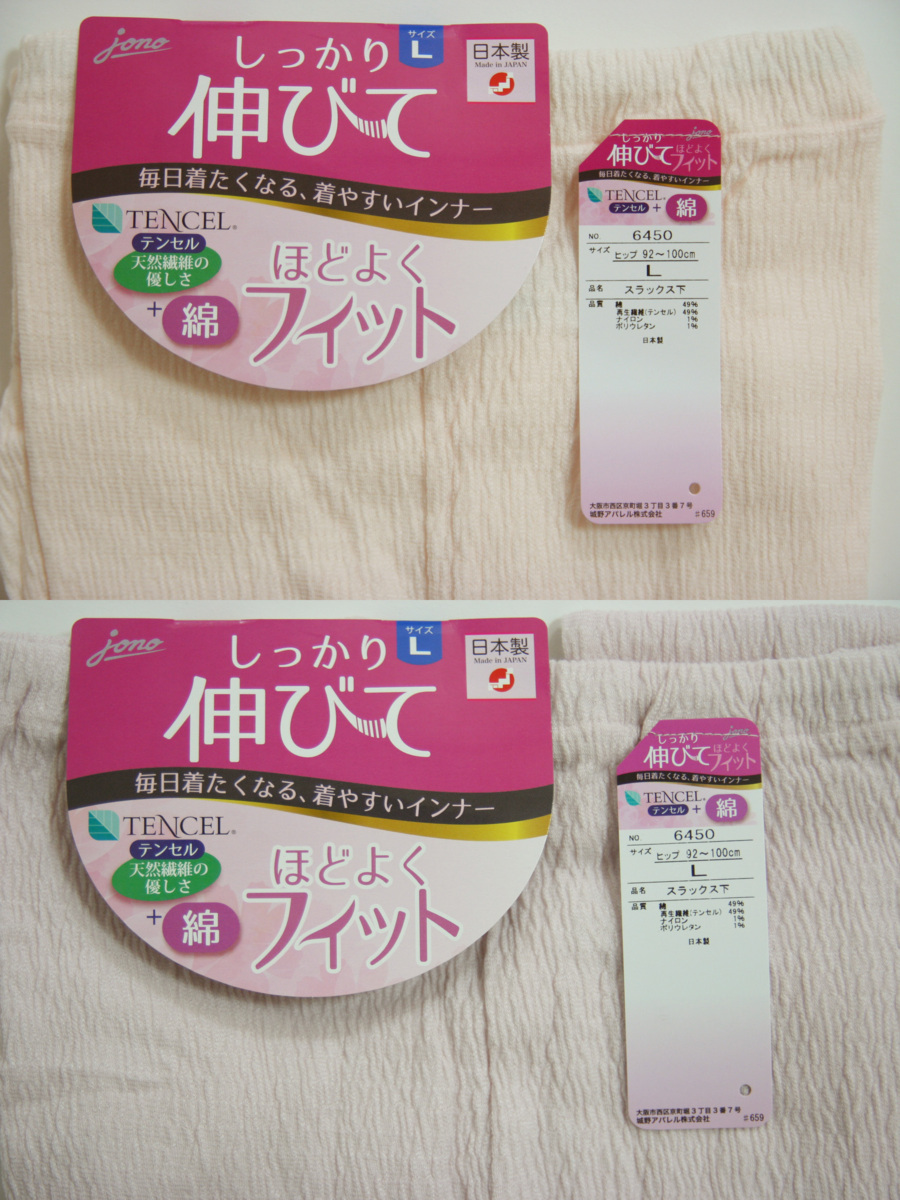 jono
しっかり
サイズ
L
日本製
Made in JAPAN
伸びて
毎日着たくなる、着やすいインナー
TENCEL®
テンセル
天然繊維の
優しさ
+ 綿
ほどよく
フィット
jono
しっかり
伸びて ほどよく
フィット
毎日着たくなる、着やすいインナー
TENCEL®
テンセル + 綿
NO. 6450
サイズ ヒップ 92～100cm
L
品名 スラックス下
品質 綿 49%
再生繊維(テンセル) 49%
ナイロン 1%
ポリウレタン 1%
日本製
大阪市西区京町堀3丁目3番7号
城野アパレル株式会社 #659
jono
しっかり
サイズ
L
日本製
Made in JAPAN
伸びて
毎日着たくなる、着やすいインナー
TENCEL®
テンセル
天然繊維の
優しさ
+ 綿
ほどよく
フィット
jono
しっかり
伸びて ほどよく
フィット
毎日着たくなる、着やすいインナー
TENCEL®
テンセル + 綿
NO. 6450
サイズ ヒップ 92～100cm
L
品名 スラックス下
品質 綿 49%
再生繊維(テンセル) 49%
ナイロン 1%
ポリウレタン 1%
日本製
大阪市西区京町堀3丁目3番7号
城野アパレル株式会社 #659